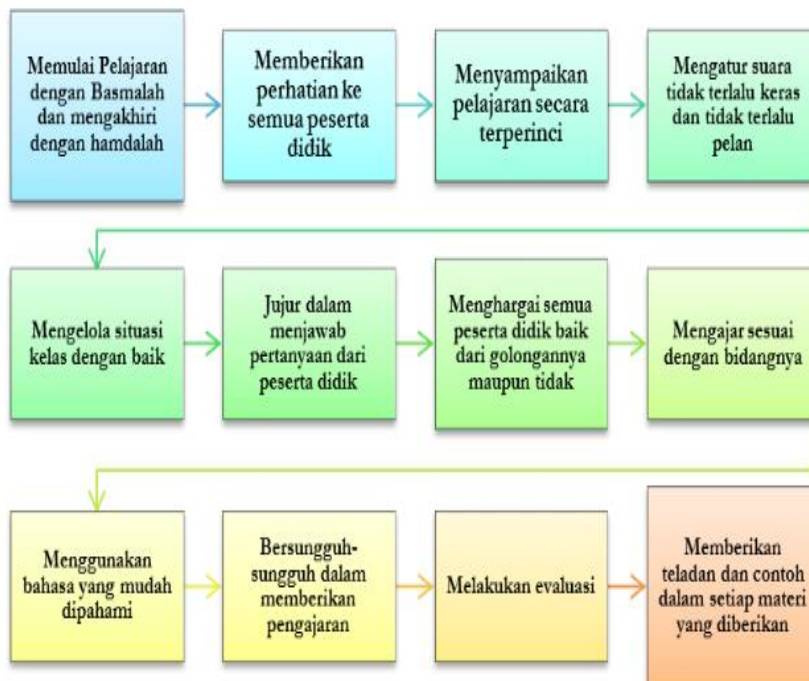 Memulai Pelajaran
dengan Basmalah
dan mengakhiri
dengan hamdalah
Memberikan
perhatian ke
semua peserta
didik
Menyampaikan
pelajaran secara
terperinci
Mengatur suara
tidak terlalu keras
dan tidak terlalu
pelan
Mengelola situasi
kelas dengan baik
Jujur dalam
menjawab
pertanyaan dari
peserta didik
Menghargai semua
peserta didik baik
dari golongannya
maupun tidak
Mengajar sesuai
dengan bidangnya
Menggunakan
bahasa yang mudah
dipahami
Bersungguh-
sungguh dalam
memberikan
pengajaran
Melakukan evaluasi
Memberikan
teladan dan contoh
dalam setiap materi
yang diberikan